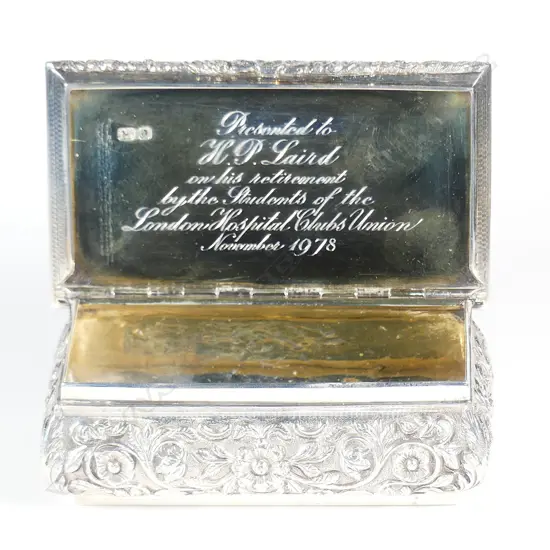 Presented to
H. P. Laird
on his retirement
by the Students of the
London Hospital Clubs Union
November 1978